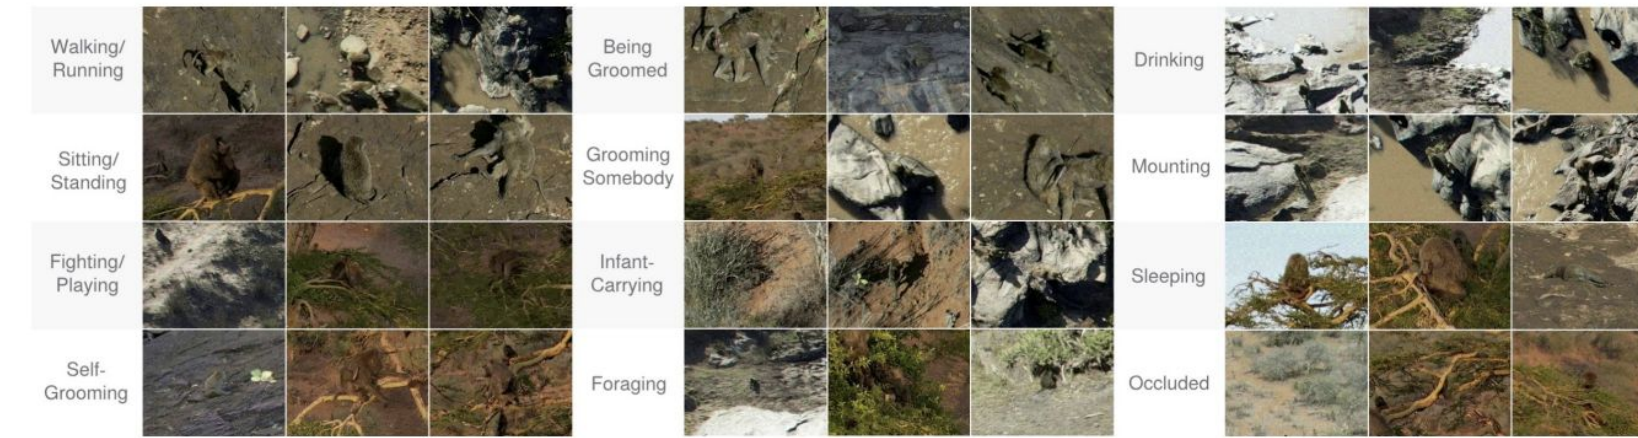 Walking/
Running
Being
Groomed
Drinking
Sitting/
Standing
Grooming
Somebody
Mounting
Fighting/
Playing
Infant-
Carrying
Sleeping
Self-
Grooming
Foraging
Occluded